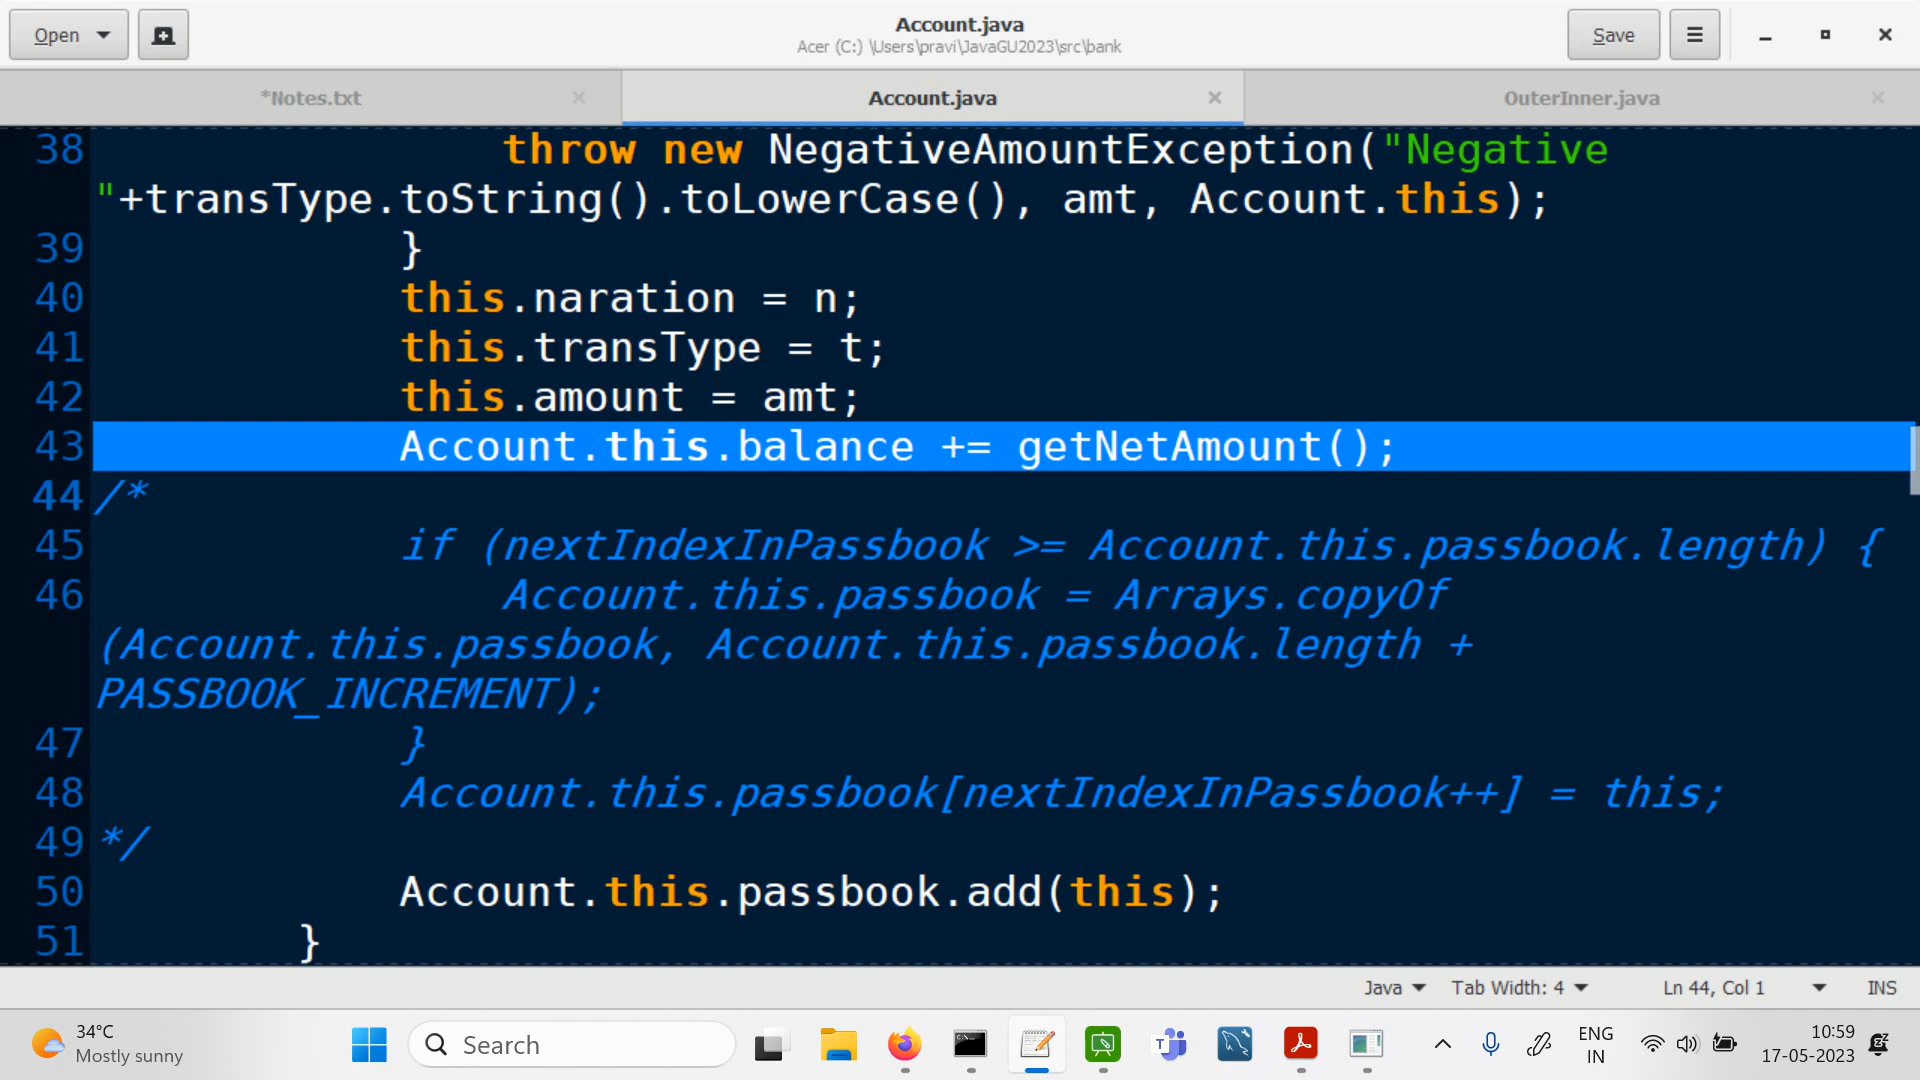 Open
Account.java
Acer (C:) \Users\pravi\JavaGU2023\src\bank
Save
*Notes.txt
Account.java
OuterInner.java
38 throw new NegativeAmountException("Negative
"+transType.toString().toLowerCase(), amt, Account.this);
39 }
40 this.naration = n;
41 this.transType = t;
42 this.amount = amt;
43 Account.this.balance += getNetAmount();
44 /*
45 if (nextIndexInPassbook >= Account.this.passbook.length) {
46 Account.this.passbook = Arrays.copyOf
(Account.this.passbook, Account.this.passbook.length +
PASSBOOK_INCREMENT);
47 }
48 Account.this.passbook[nextIndexInPassbook++] = this;
49 */
50 Account.this.passbook.add(this);
51 }
Java Tab Width: 4 Ln 44, Col 1 INS
34°C
Mostly sunny
Search
ENG
IN
10:59
17-05-2023